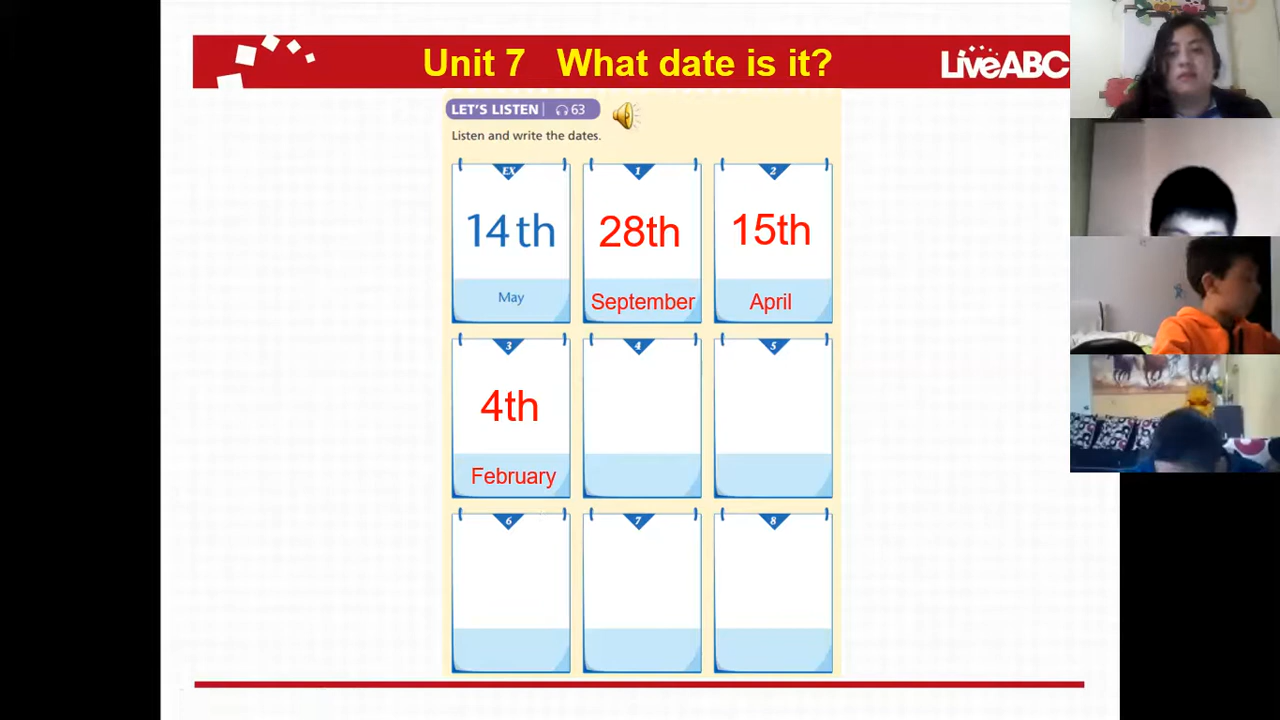 Unit 7 What date is it?
LiveABC
LET'S LISTEN 63
Listen and write the dates.
EX
14th
May
1
28th
September
2
15th
April
3
4th
February
4
5
6
7
8